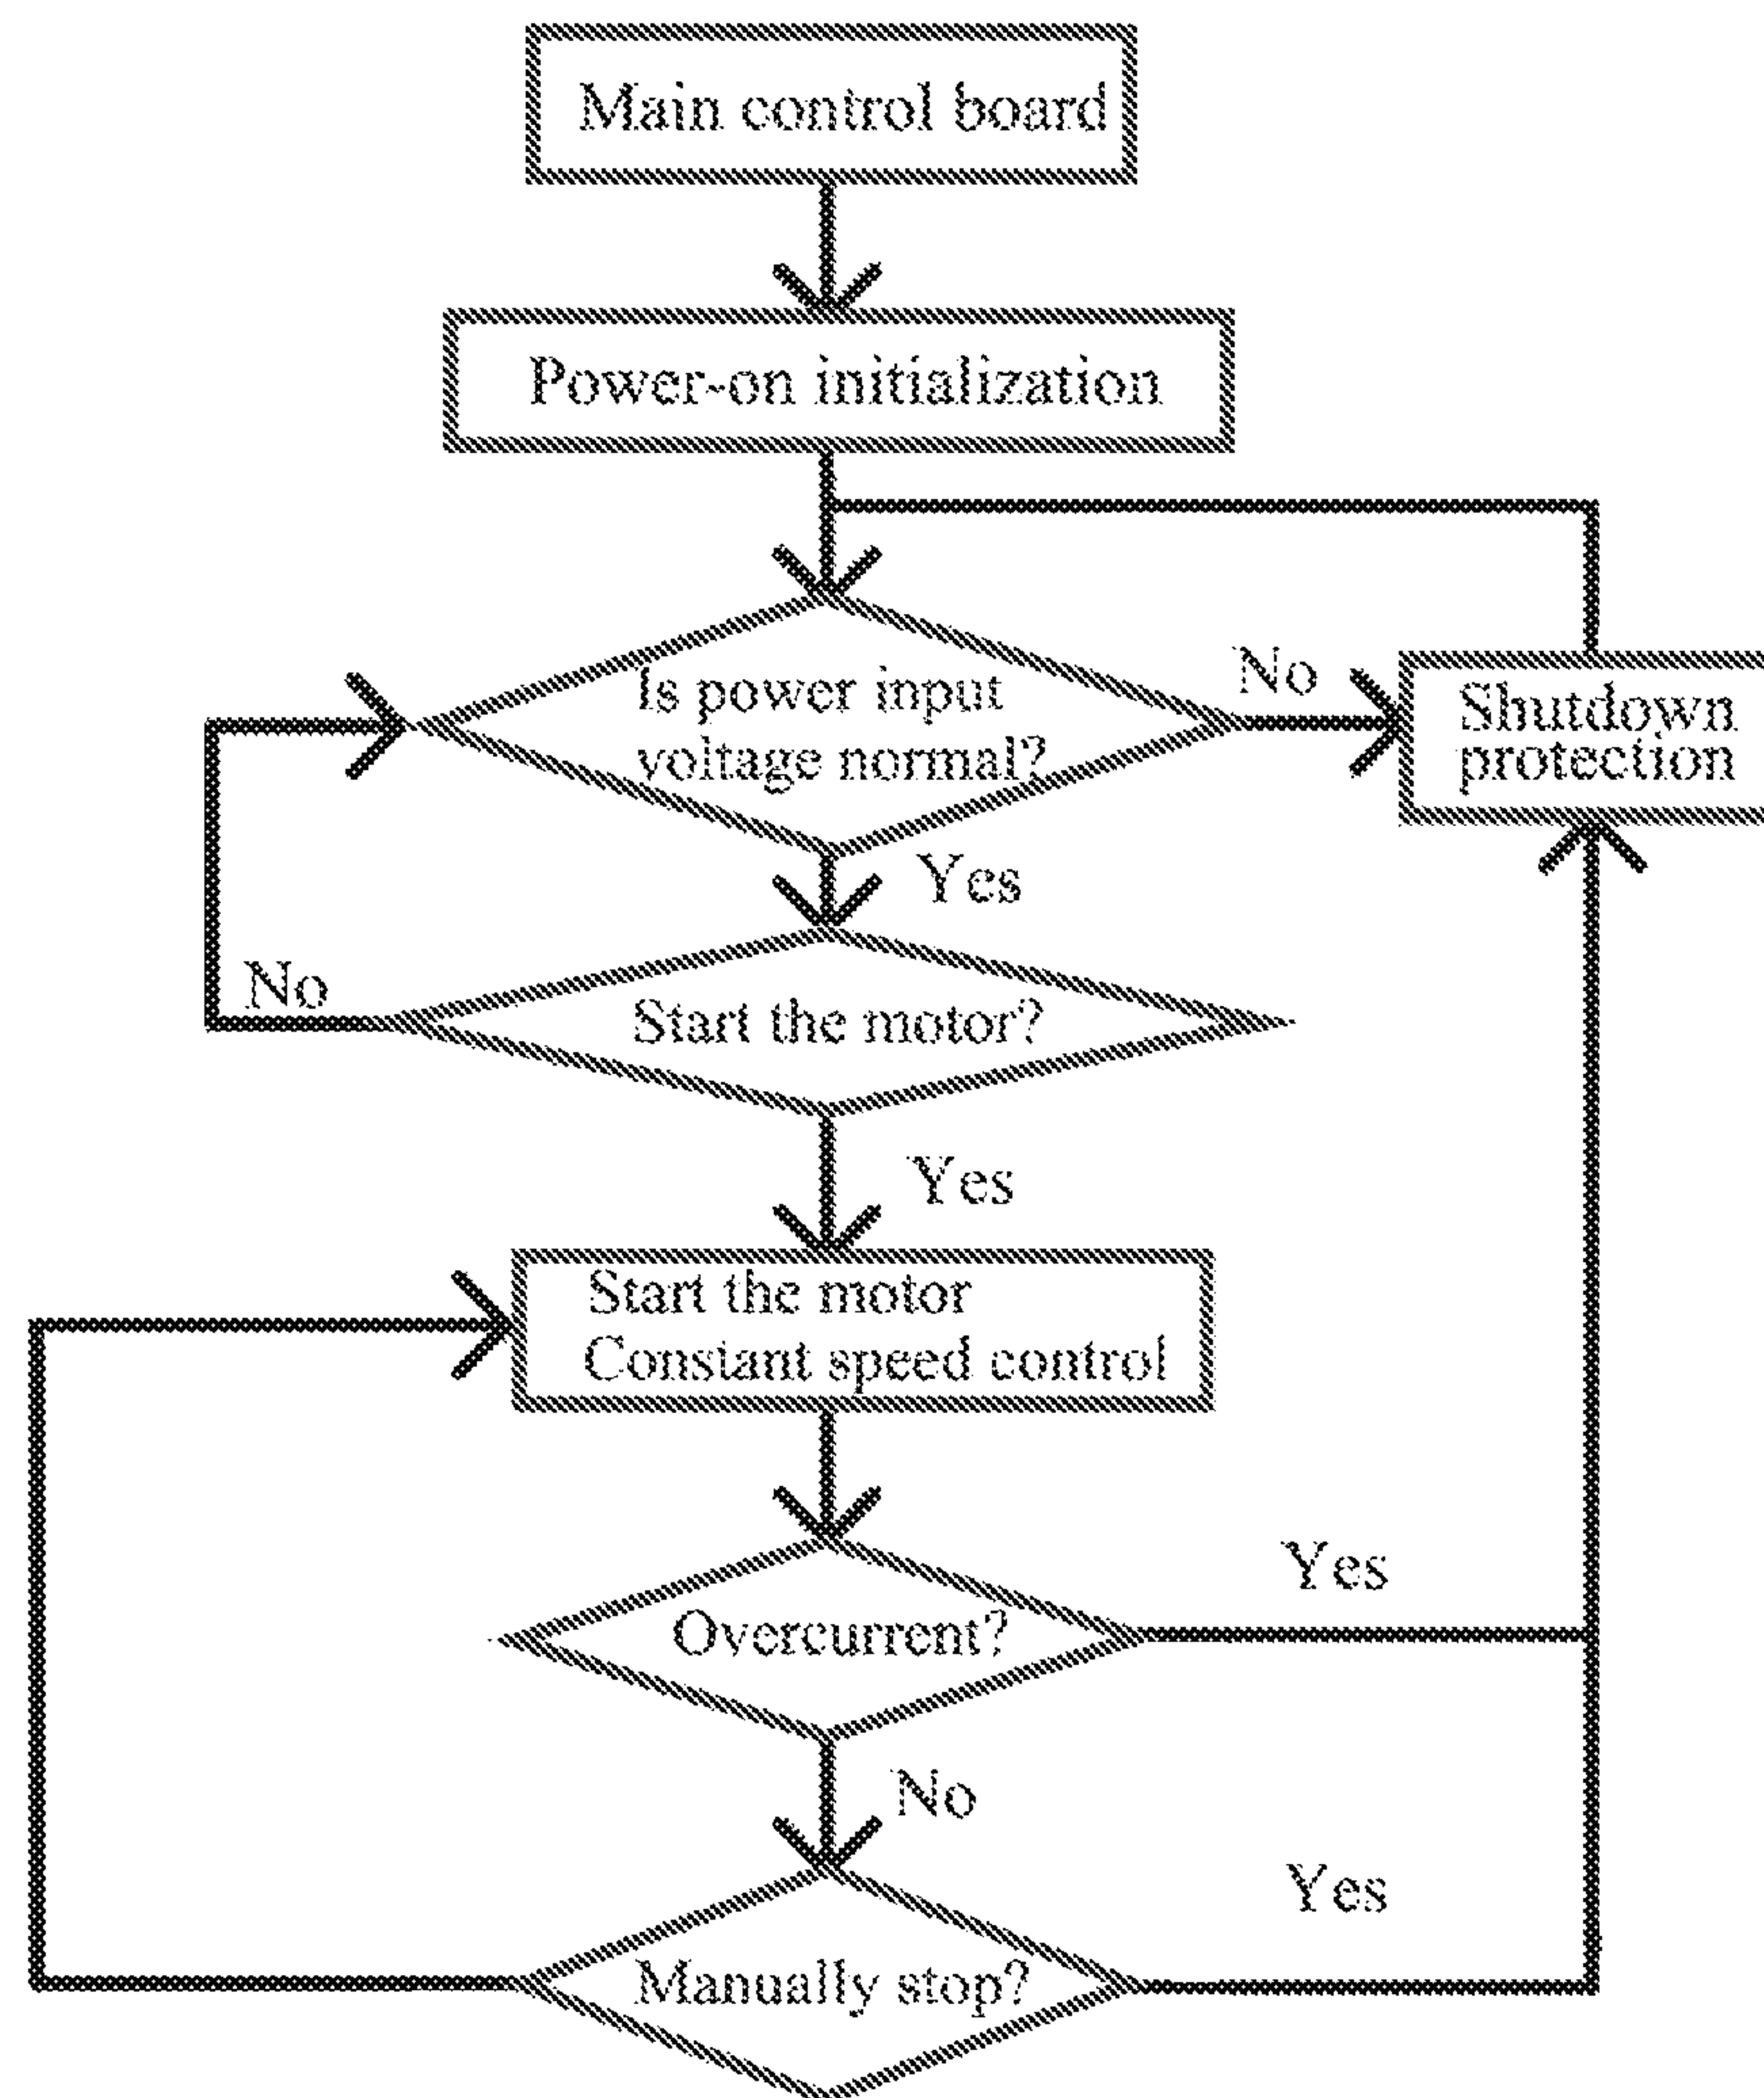 Main control board
Power-on initialization
Is power input
voltage normal?
No
Shutdown
protection
Yes
No
Start the motor?
Yes
Start the motor
Constant speed control
Overcurrent?
Yes
No
Manually stop?
Yes